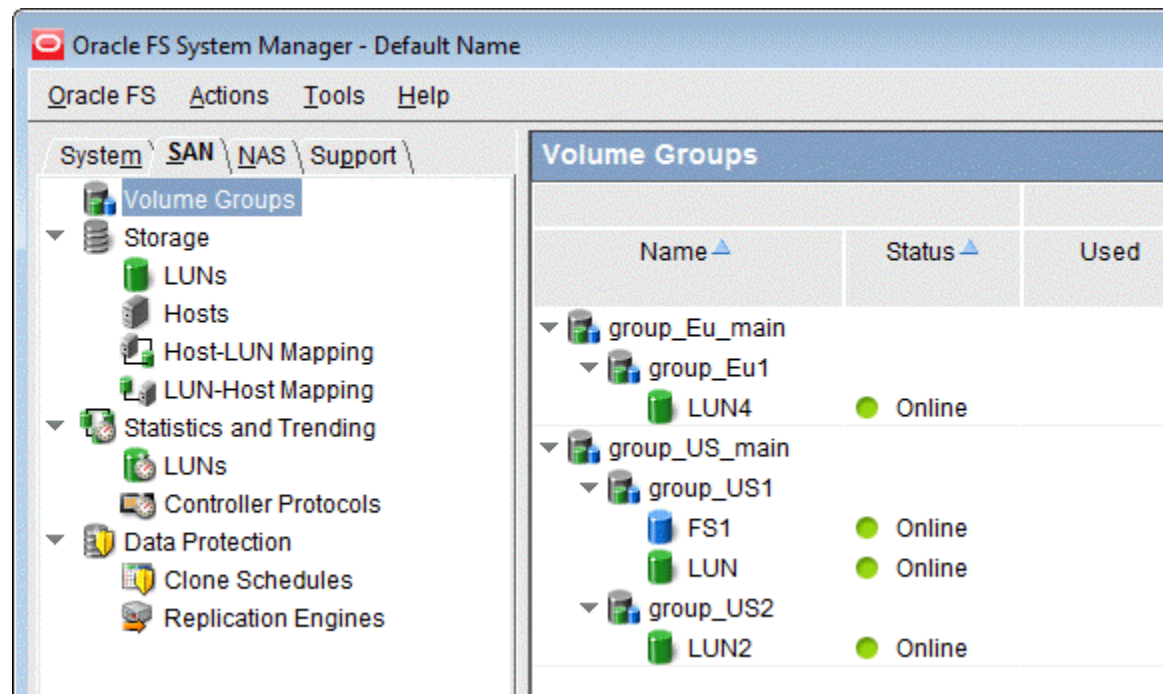 Oracle FS System Manager - Default Name
Oracle FS Actions Tools Help
System SAN NAS Support
Volume Groups
Storage
LUNs
Hosts
Host-LUN Mapping
LUN-Host Mapping
Statistics and Trending
LUNs
Controller Protocols
Data Protection
Clone Schedules
Replication Engines
Volume Groups
Name Status Used
group_Eu_main
group_Eu1
LUN4 Online
group_US_main
group_US1
FS1 Online
LUN Online
group_US2
LUN2 Online